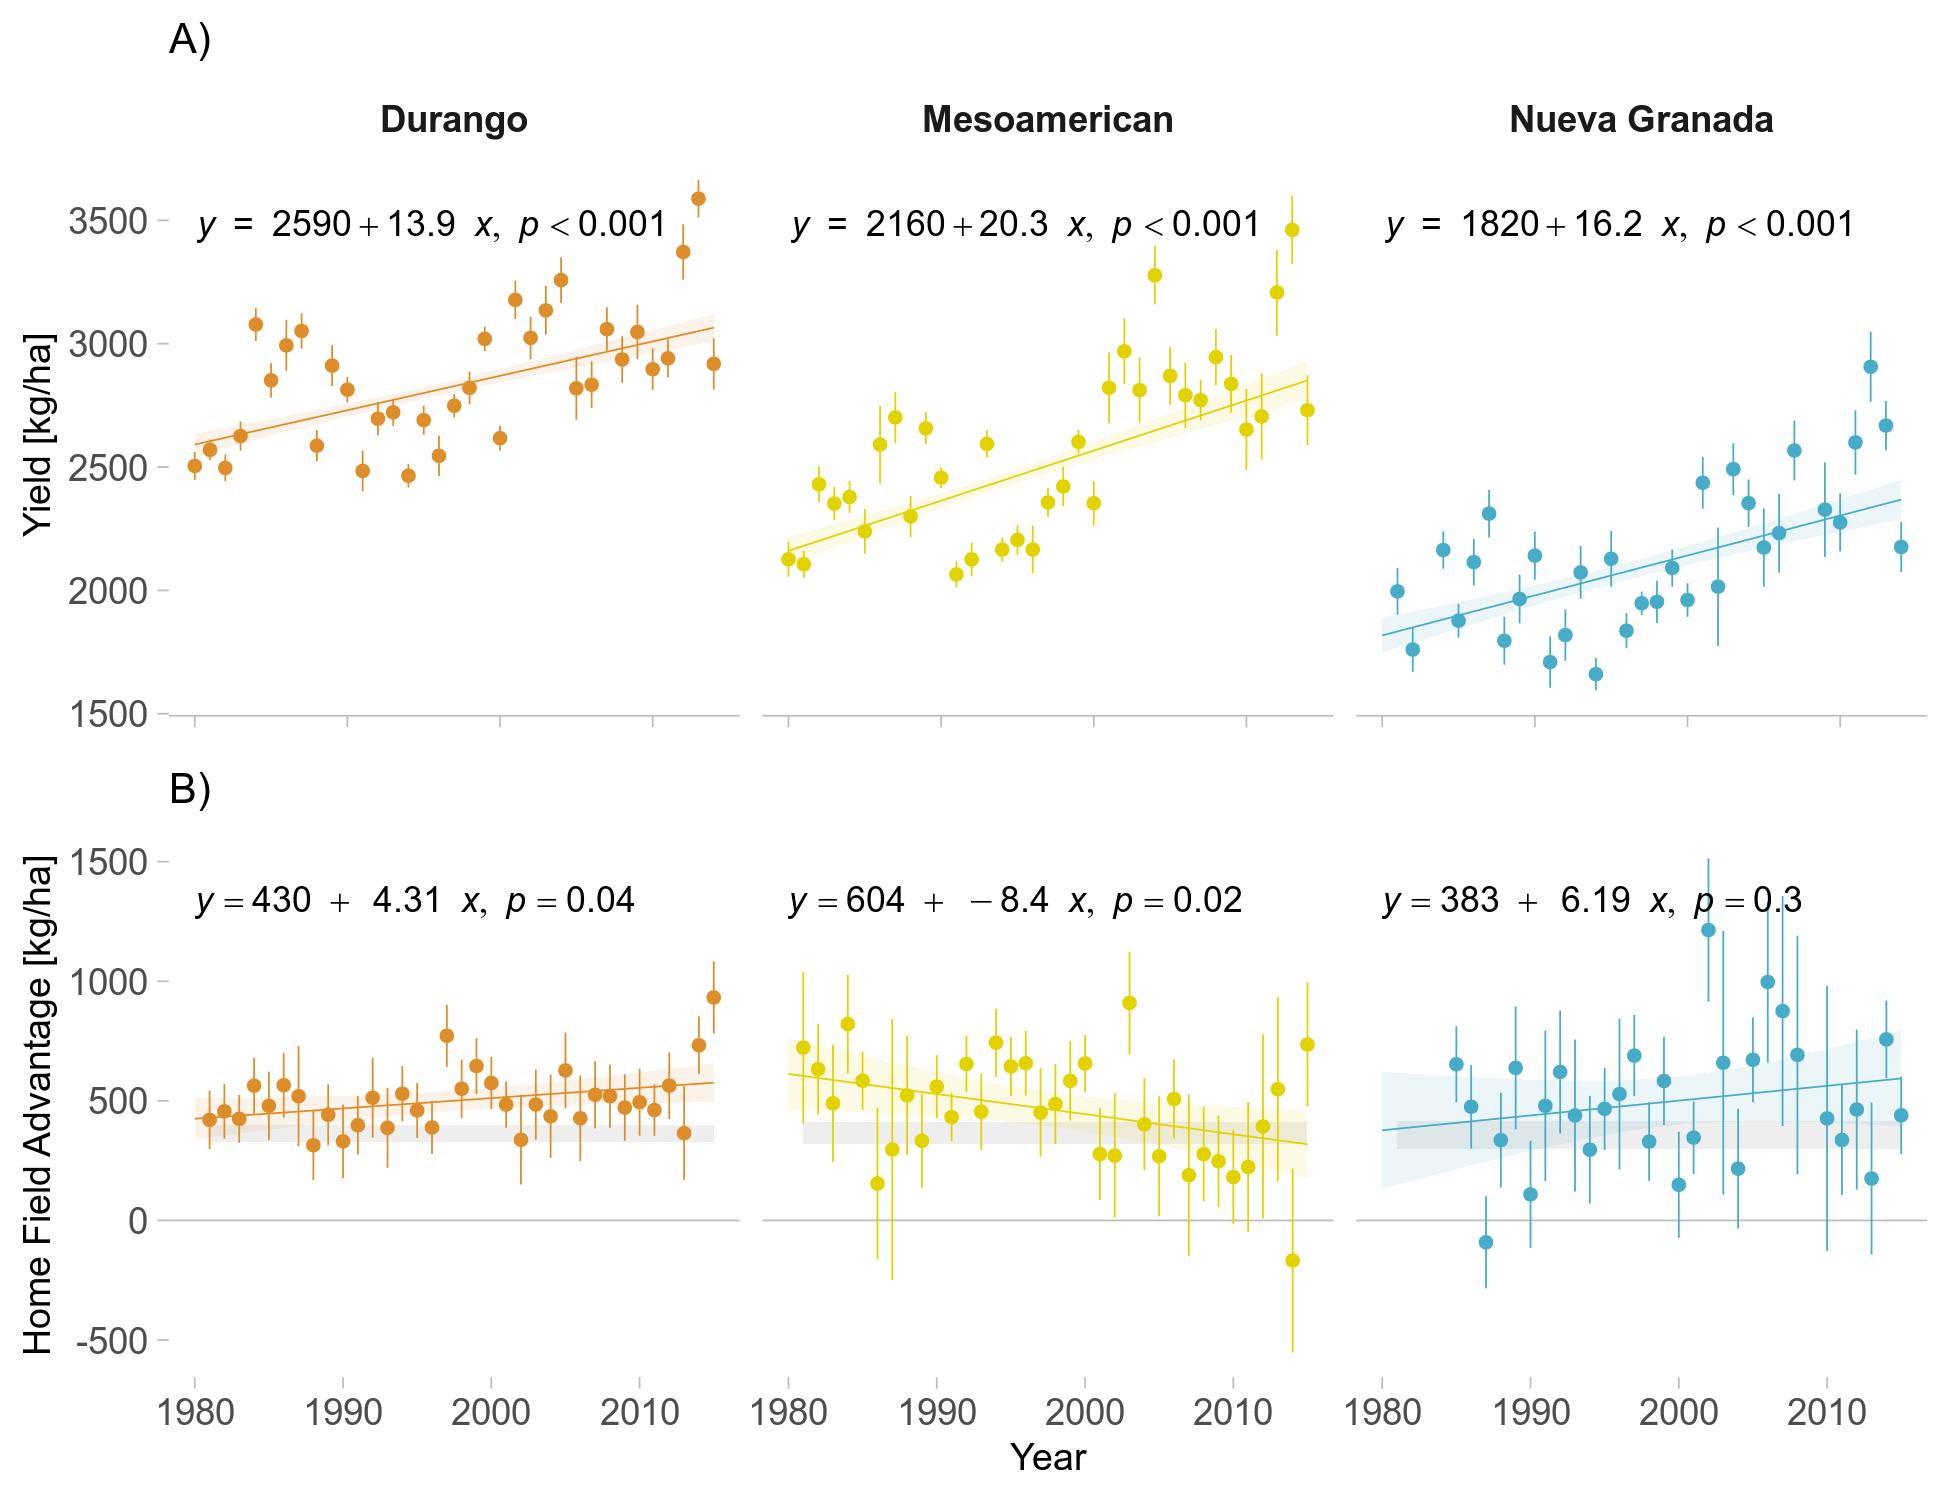 A)
Durango Mesoamerican Nueva Granada
y = 2590 + 13.9 x, p < 0.001
y = 2160 + 20.3 x, p < 0.001
y = 1820 + 16.2 x, p < 0.001
Yield [kg/ha]
3500
3000
2500
2000
1500
B)
y = 430 + 4.31 x, p = 0.04
y = 604 + −8.4 x, p = 0.02
y = 383 + 6.19 x, p = 0.3
Home Field Advantage [kg/ha]
1500
1000
500
0
-500
1980 1990 2000 2010 1980 1990 2000 2010 1980 1990 2000 2010
Year